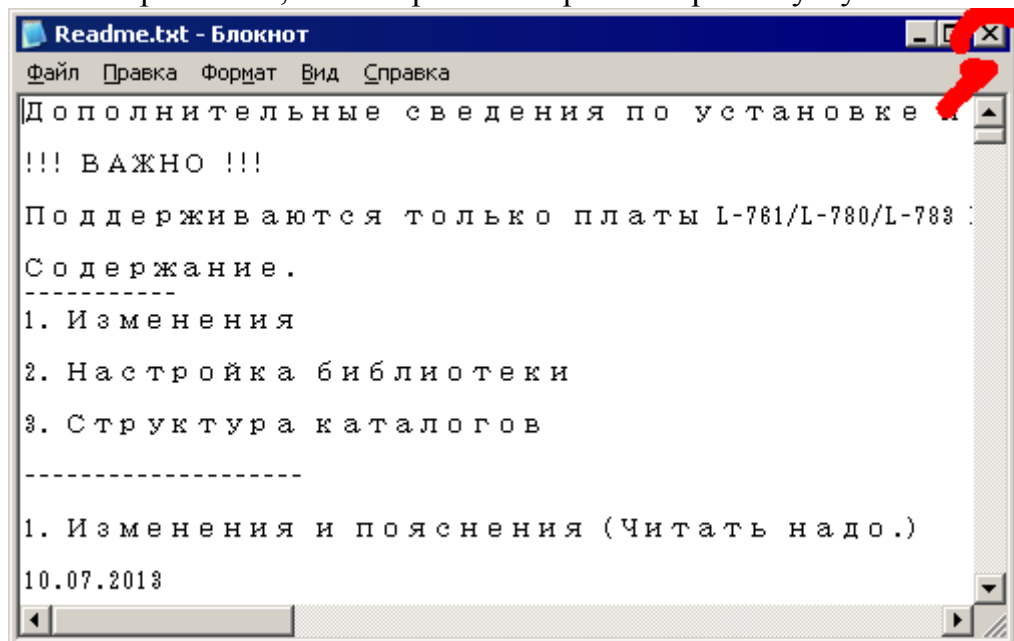 Readme.txt - Блокнот
Файл Правка Формат Вид Справка
Дополнительные сведения по установке
!!! ВАЖНО !!!
Поддерживаются только платы L-761/L-780/L-783
Содержание.
-----------
1. Изменения
2. Настройка библиотеки
3. Структура каталогов
--------------------
1. Изменения и пояснения (Читать надо.)
10.07.2013